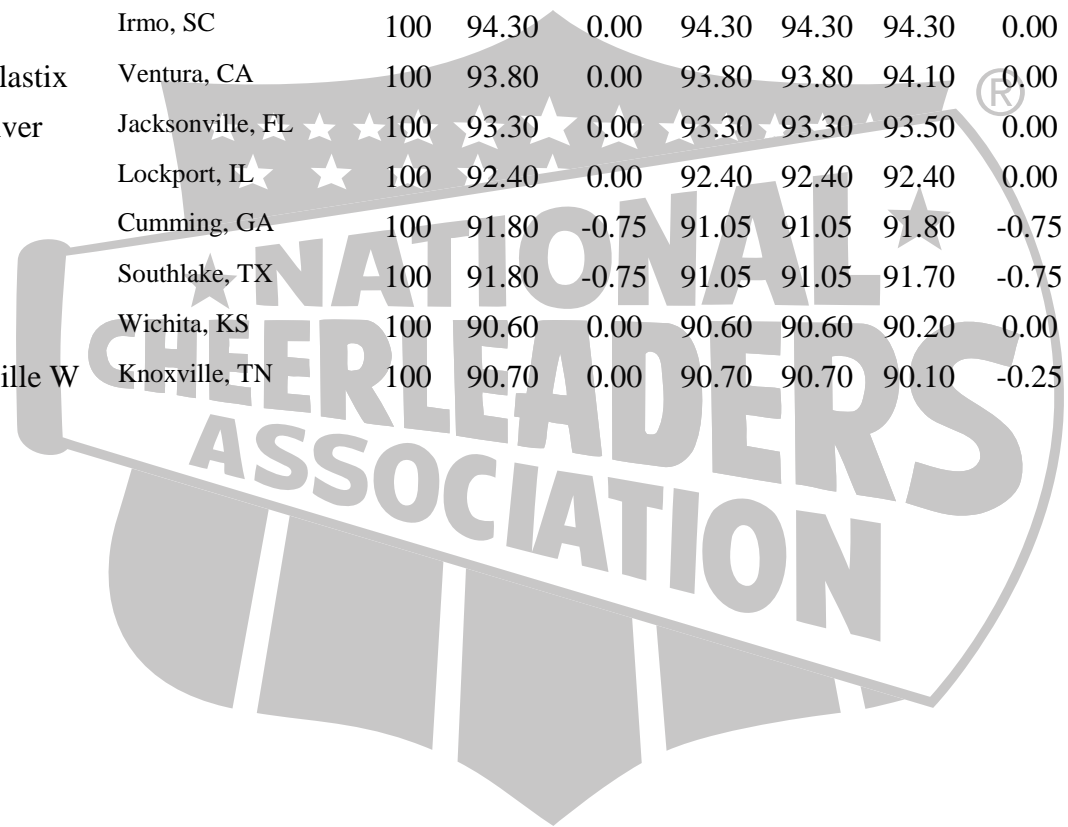 Irmo, SC 100 94.30 0.00 94.30 94.30 94.30 0.00
lastix Ventura, CA 100 93.80 0.00 93.80 93.80 94.10 0.00
ver Jacksonville, FL 100 93.30 0.00 93.30 93.30 93.50 0.00
Lockport, IL 100 92.40 0.00 92.40 92.40 92.40 0.00
Cumming, GA 100 91.80 -0.75 91.05 91.05 91.80 -0.75
Southlake, TX 100 91.80 -0.75 91.05 91.05 91.70 -0.75
Wichita, KS 100 90.60 0.00 90.60 90.60 90.20 0.00
ille W Knoxville, TN 100 90.70 0.00 90.70 90.70 90.10 -0.25
®
NATIONAL
CHEERLEADERS
ASSOCIATION